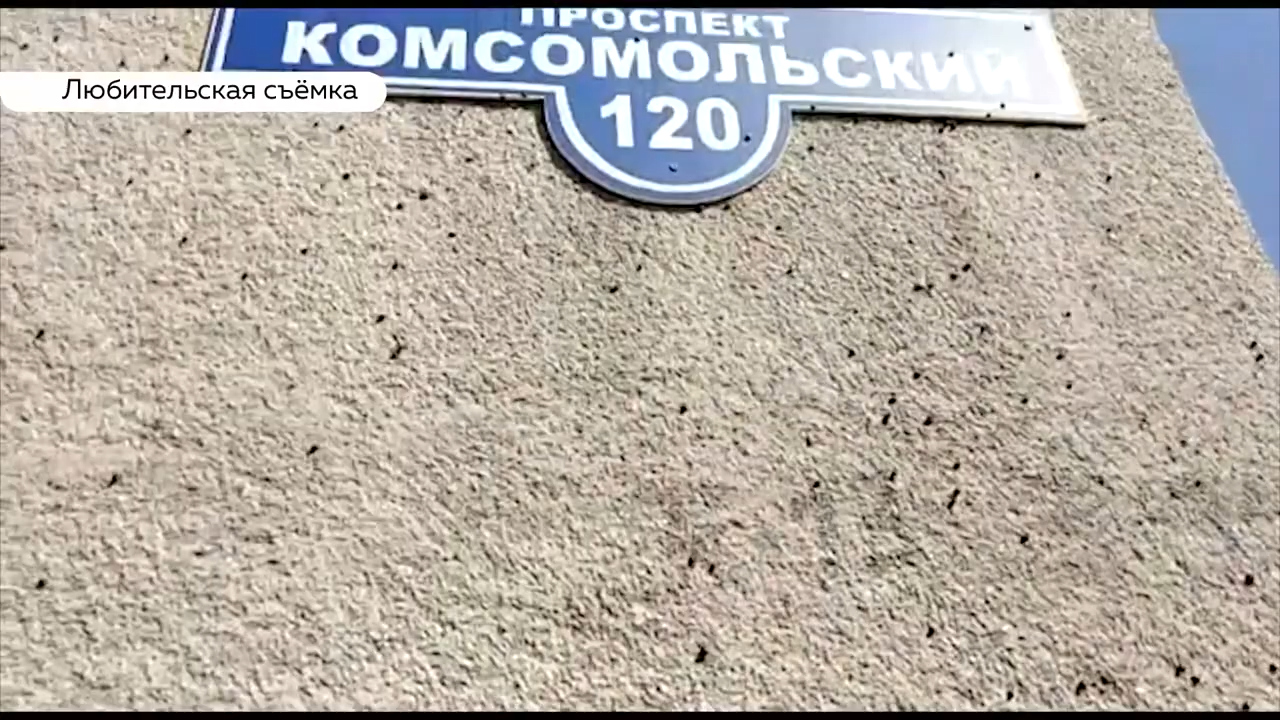 ПРОСПЕКТ
КОМСОМОЛЬСКИЙ
Любительская съёмка
120